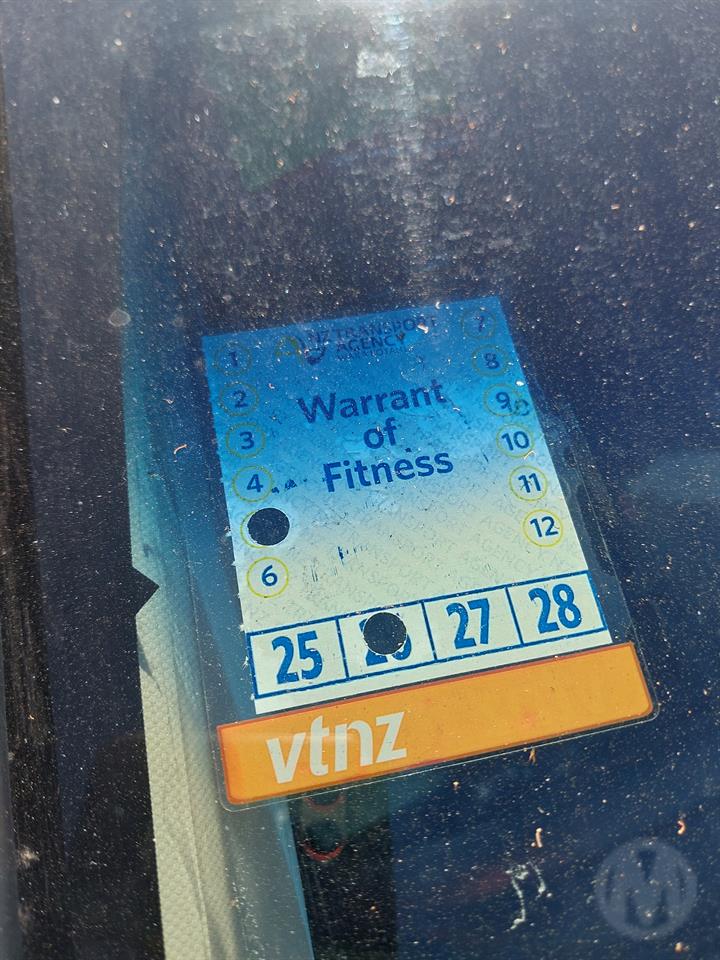 NZ TRANSPORT
AGENCY
1
2
3
4
6
7
8
9
10
11
12
Warrant
of
Fitness
25 26 27 28
vtnz
M